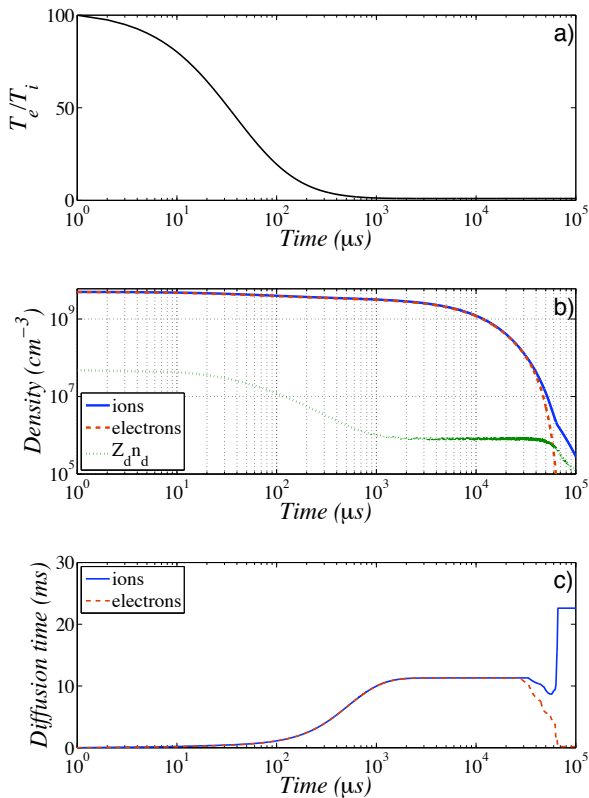 a)
100
50
0
T_e/T_i
10^0 10^1 10^2 10^3 10^4 10^5
Time (μs)
b)
10^9
10^7
10^5
Density (cm^{-3})
ions
electrons
Z_d n_d
10^0 10^1 10^2 10^3 10^4 10^5
Time (μs)
c)
30
20
10
0
Diffusion time (ms)
ions
electrons
10^0 10^1 10^2 10^3 10^4 10^5
Time (μs)